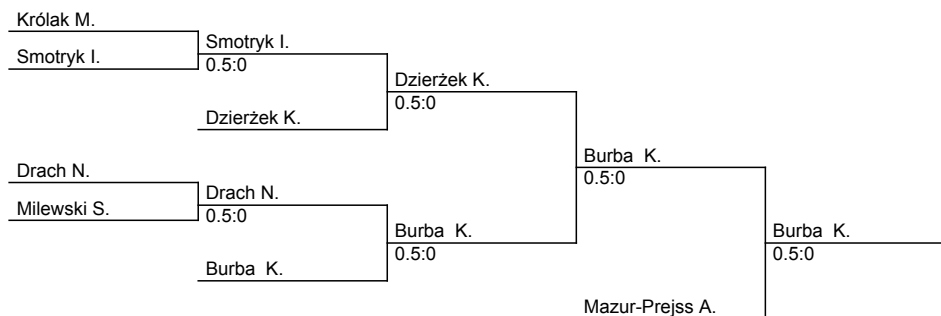 Królak M.
Smotryk I.
Smotryk I.
0.5:0
Dzierżek K.
Dzierżek K.
0.5:0
Drach N.
Milewski S.
Drach N.
0.5:0
Burba K.
Burba K.
0.5:0
Burba K.
0.5:0
Mazur-Prejss A.
Burba K.
0.5:0